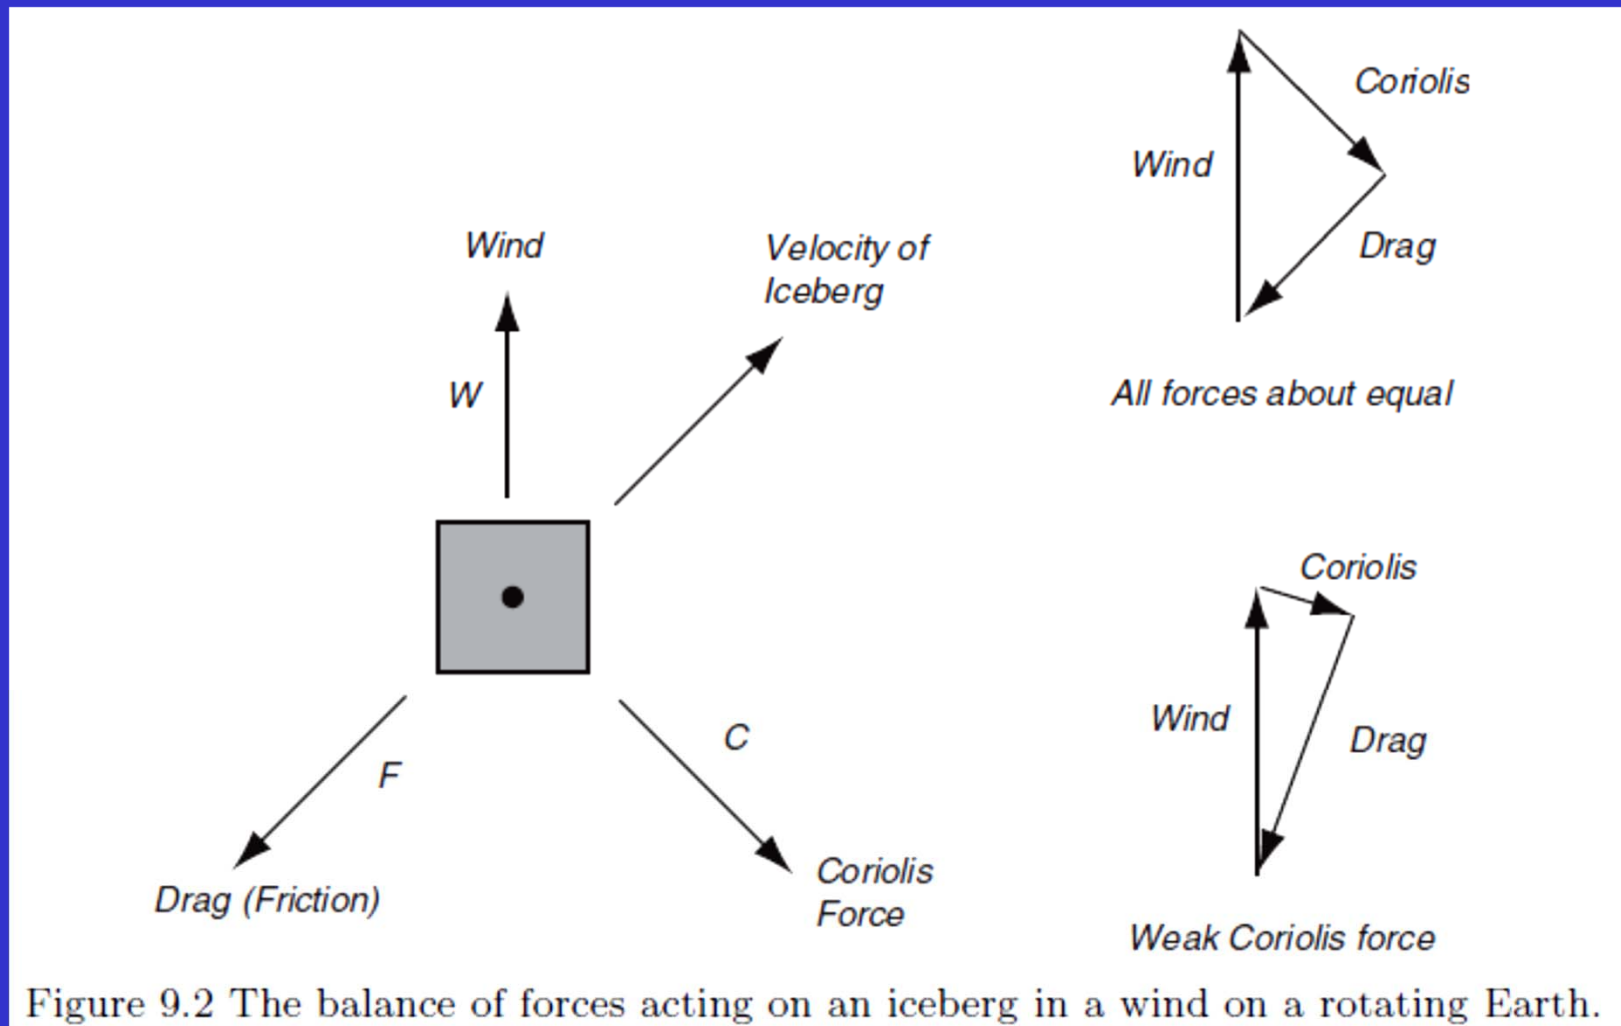 Wind
W
Velocity of
Iceberg
F
Drag (Friction)
C
Coriolis
Force
Coriolis
Wind
Drag
All forces about equal
Coriolis
Wind
Drag
Weak Coriolis force
Figure 9.2 The balance of forces acting on an iceberg in a wind on a rotating Earth.